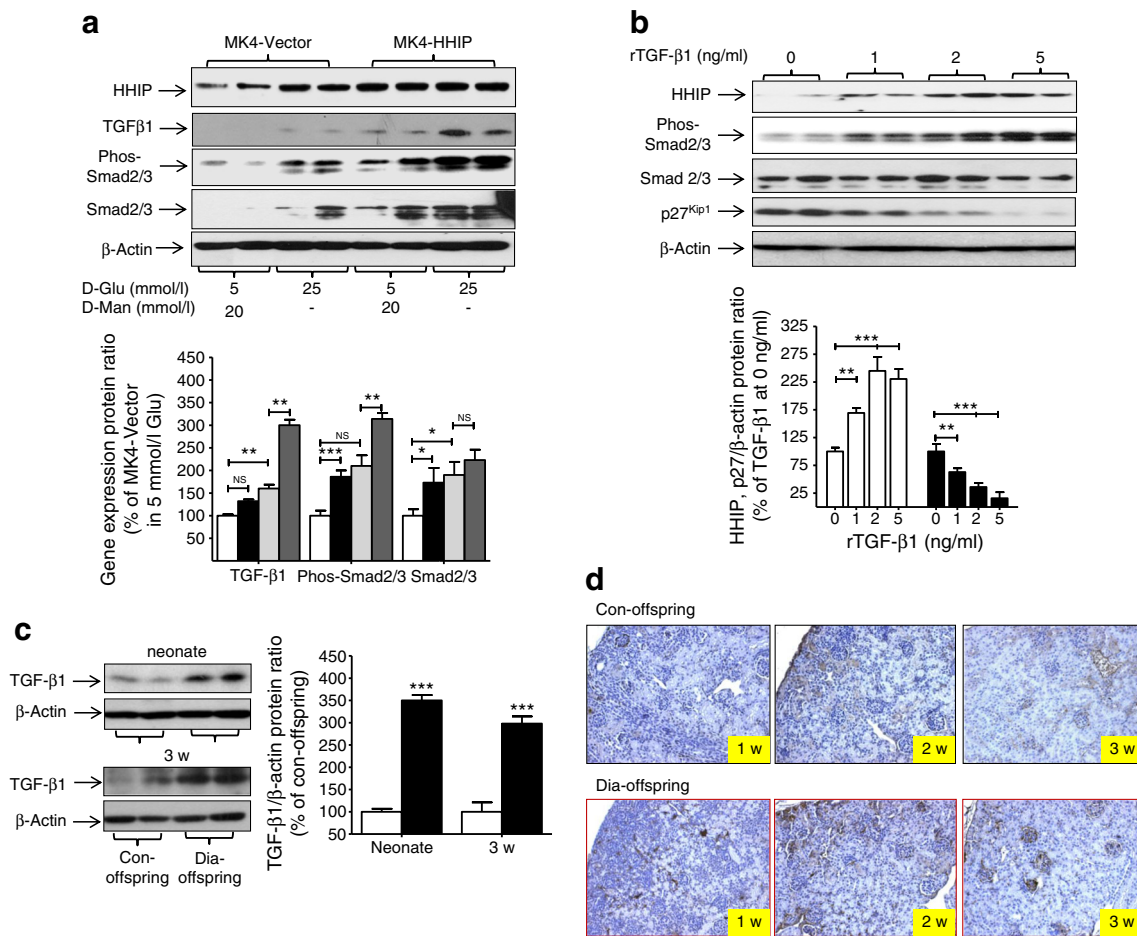 a
MK4-Vector MK4-HHIP
HHIP
TGFβ1
Phos-
Smad2/3
Smad2/3
β-Actin
D-Glu (mmol/l) 5 25 5 25
D-Man (mmol/l) 20 - 20 -
Gene expression protein ratio
(% of MK4-Vector
in 5 mmol/l Glu)
450
400
350
300
250
200
150
100
50
NS ** **
*** NS **
* * NS
TGF-β1 Phos-Smad2/3 Smad2/3
b
rTGF-β1 (ng/ml) 0 1 2 5
HHIP
Phos-
Smad2/3
Smad 2/3
p27Kip1
β-Actin
HHIP, p27/β-actin protein ratio
(% of TGF-β1 at 0 ng/ml)
325
275
225
175
125
100
75
50
25
** ***
** ***
0 1 2 5 0 1 2 5
rTGF-β1 (ng/ml)
c
neonate
TGF-β1
β-Actin
3 w
TGF-β1
β-Actin
Con-
offspring
Dia-
offspring
TGF-β1/β-actin protein ratio
(% of con-offspring)
450
400
350
300
250
200
150
100
50
*** ***
Neonate 3 w
d
Con-offspring
1 w 2 w 3 w
Dia-offspring
1 w 2 w 3 w